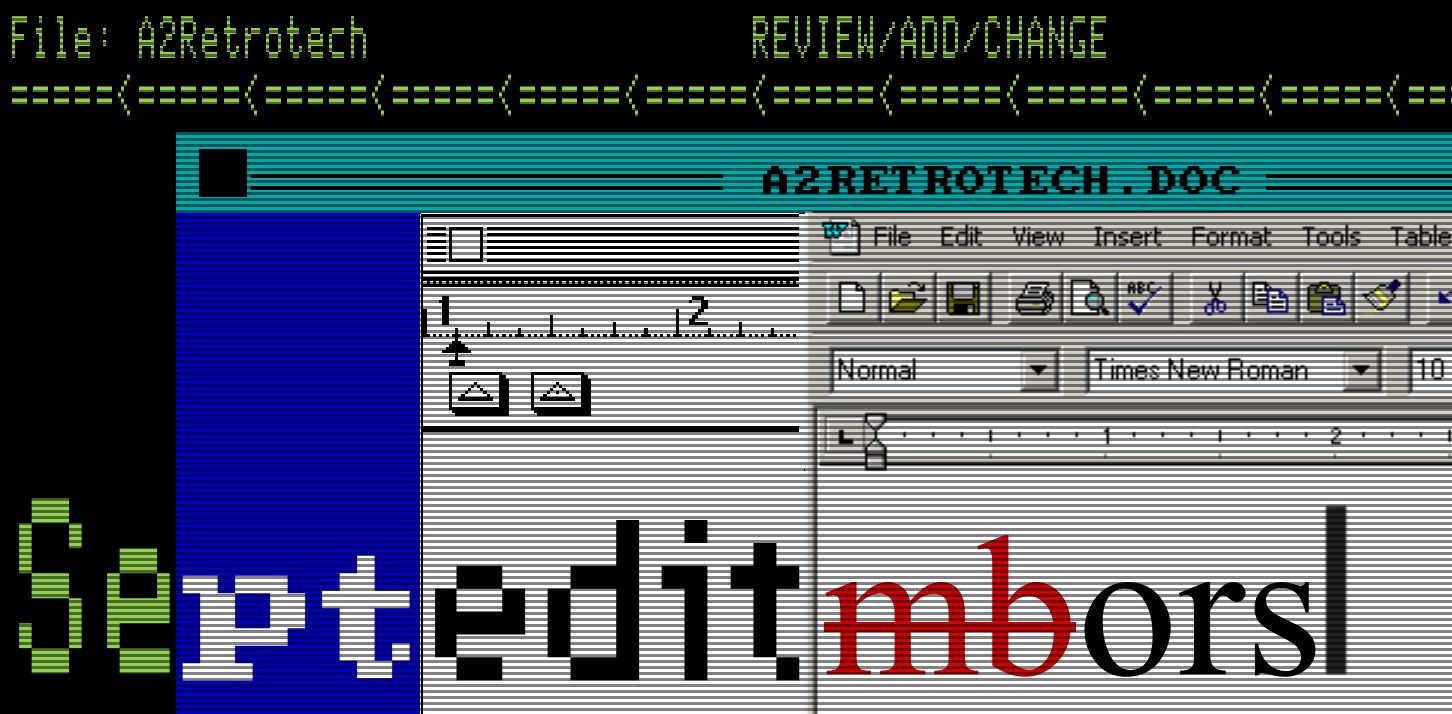 File: A2Retrotech REVIEW/ADD/CHANGE
=====<=====<=====<=====<=====<=====<=====<=====<=====<=====<=====<==
A2RETROTECH.DOC
File Edit View Insert Format Tools Table
ABC
1 2
Normal Times New Roman 10
1 2
Septeditmbors